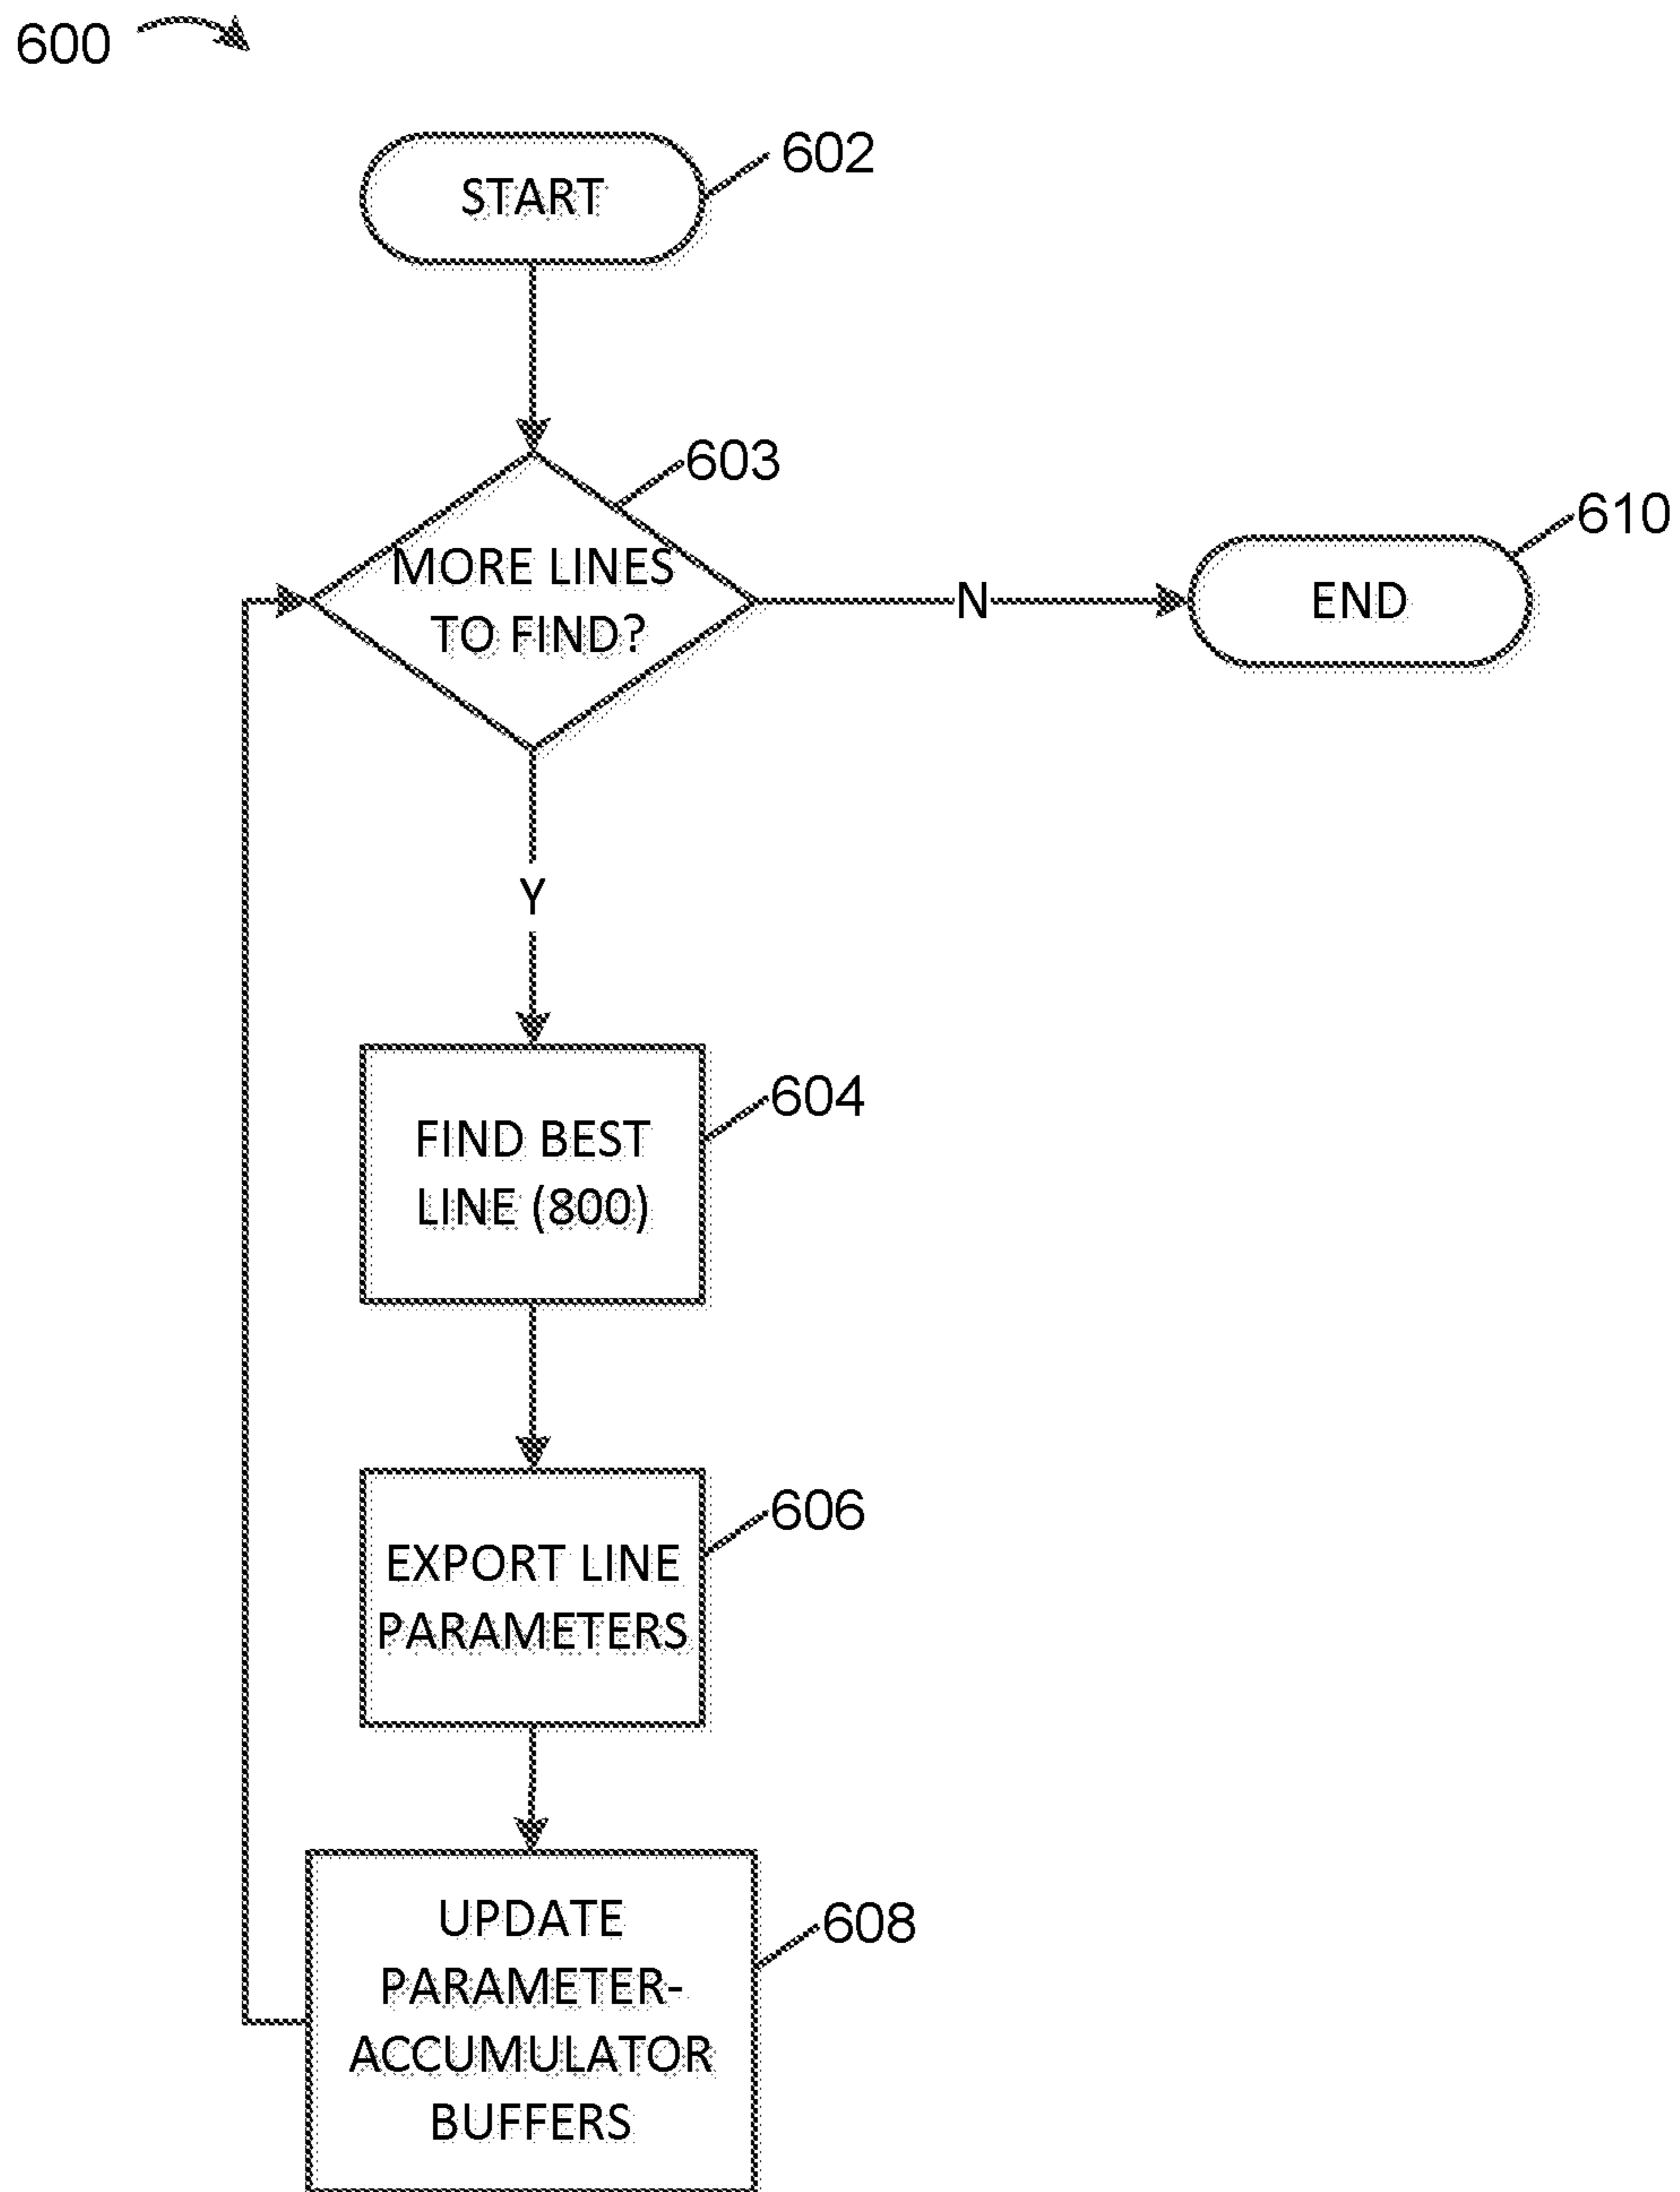 600
602
START
603
MORE LINES
TO FIND?
610
END
N
Y
604
FIND BEST
LINE (800)
606
EXPORT LINE
PARAMETERS
608
UPDATE
PARAMETER-
ACCUMULATOR
BUFFERS